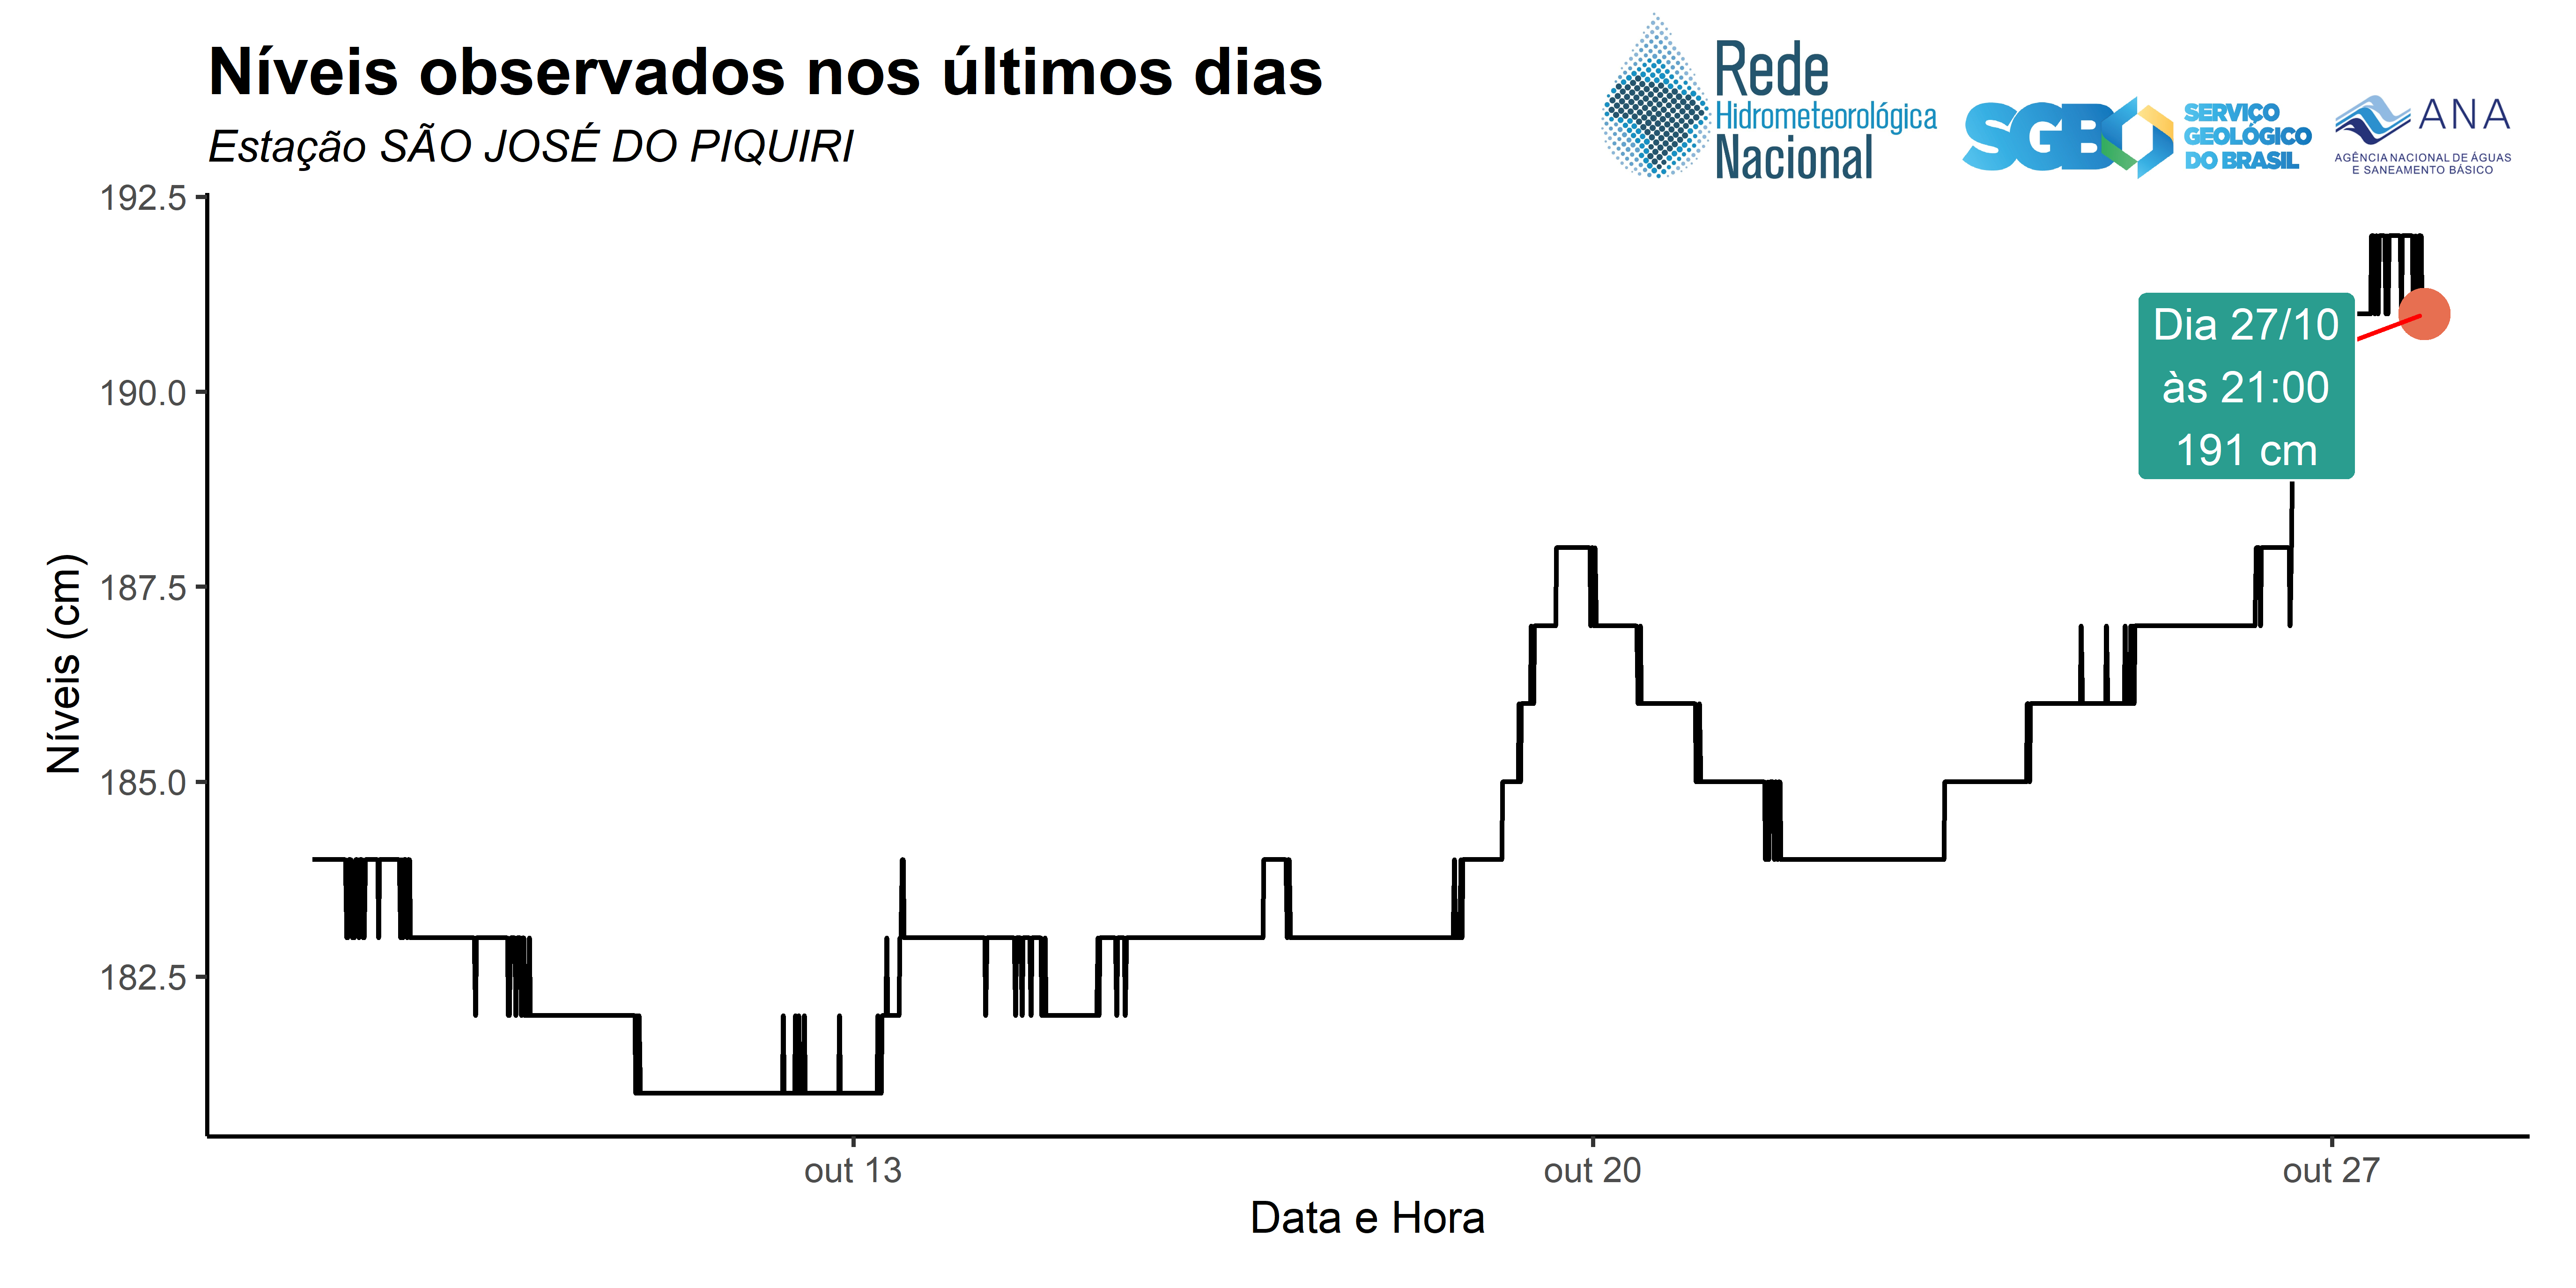 Níveis observados nos últimos dias
Estação SÃO JOSÉ DO PIQUIRI
Rede
Hidrometeorológica
Nacional
SGB
SERVIÇO
GEOLÓGICO
DO BRASIL
ANA
AGÊNCIA NACIONAL DE ÁGUAS
E SANEAMENTO BÁSICO
192.5
190.0
187.5
185.0
182.5
Níveis (cm)
Dia 27/10
às 21:00
191 cm
out 13
out 20
out 27
Data e Hora